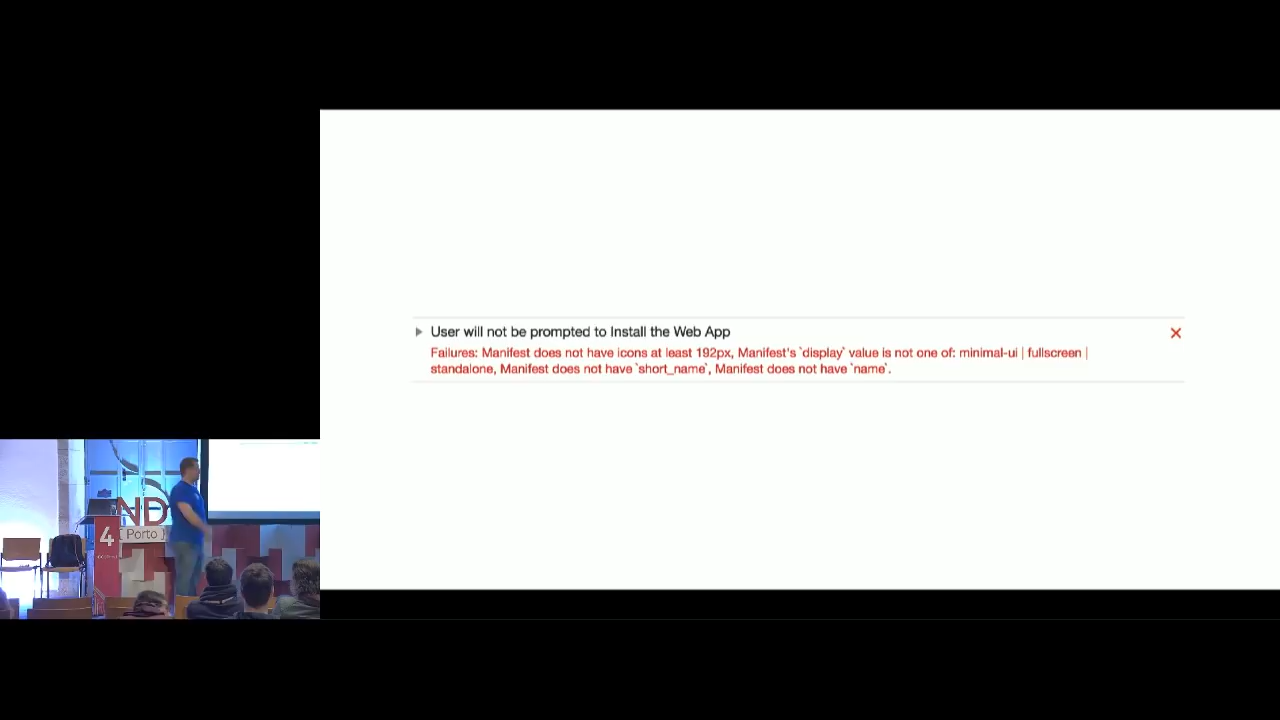 User will not be prompted to Install the Web App
Failures: Manifest does not have icons at least 192px, Manifest's `display` value is not one of: minimal-ui | fullscreen |
standalone, Manifest does not have `short_name`, Manifest does not have `name`.
ND
4
{ Porto }